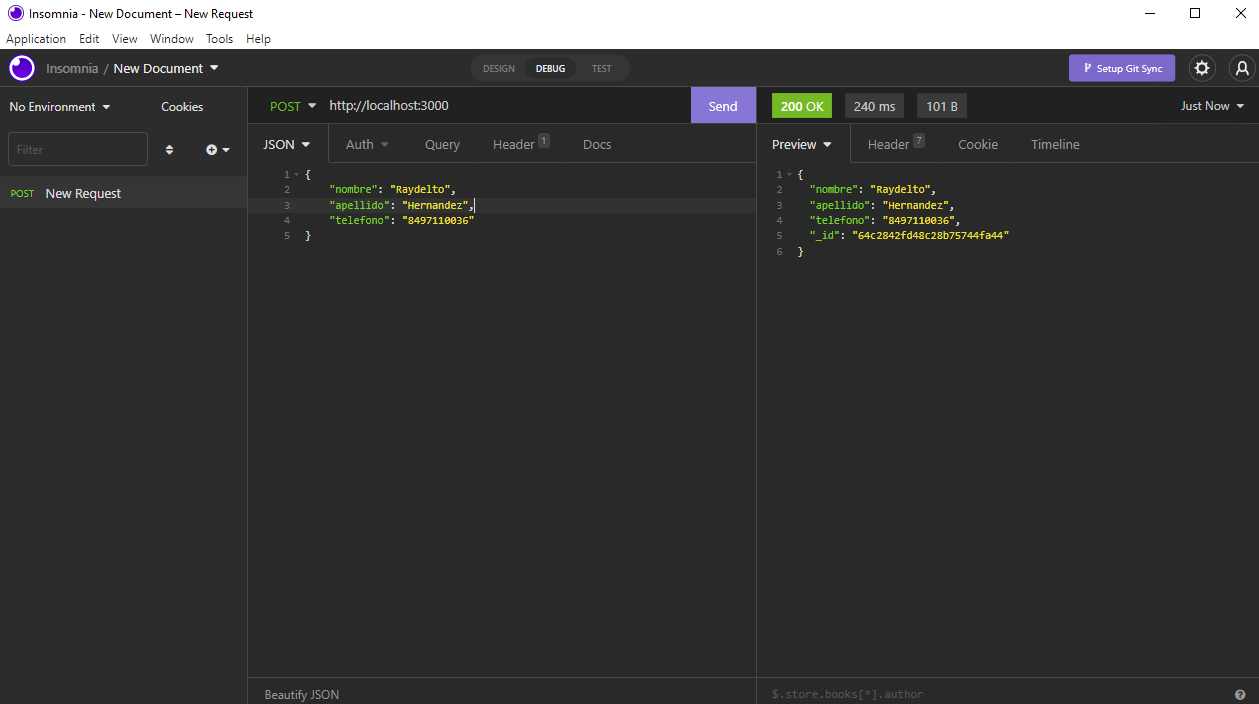 Insomnia - New Document – New Request
Application Edit View Window Tools Help
Insomnia / New Document
DESIGN DEBUG TEST
Setup Git Sync
No Environment Cookies
Filter
POST New Request
POST http://localhost:3000 Send
JSON Auth Query Header 1 Docs
1 {
2 "nombre": "Raydelto",
3 "apellido": "Hernandez",
4 "telefono": "8497110036"
5 }
Beautify JSON
200 OK 240 ms 101 B Just Now
Preview Header 7 Cookie Timeline
1 {
2 "nombre": "Raydelto",
3 "apellido": "Hernandez",
4 "telefono": "8497110036",
5 "_id": "64c2842fd48c28b75744fa44"
6 }
$.store.books[*].author ?